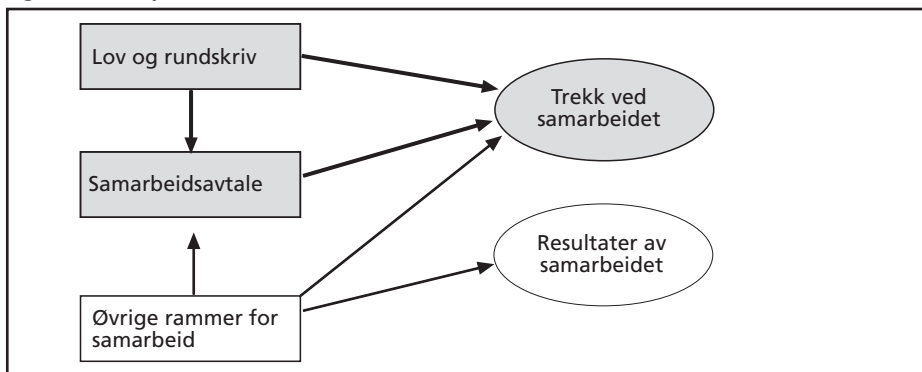 Lov og rundskriv
Trekk ved
samarbeidet
Samarbeidsavtale
Resultater av
samarbeidet
Øvrige rammer for
samarbeid